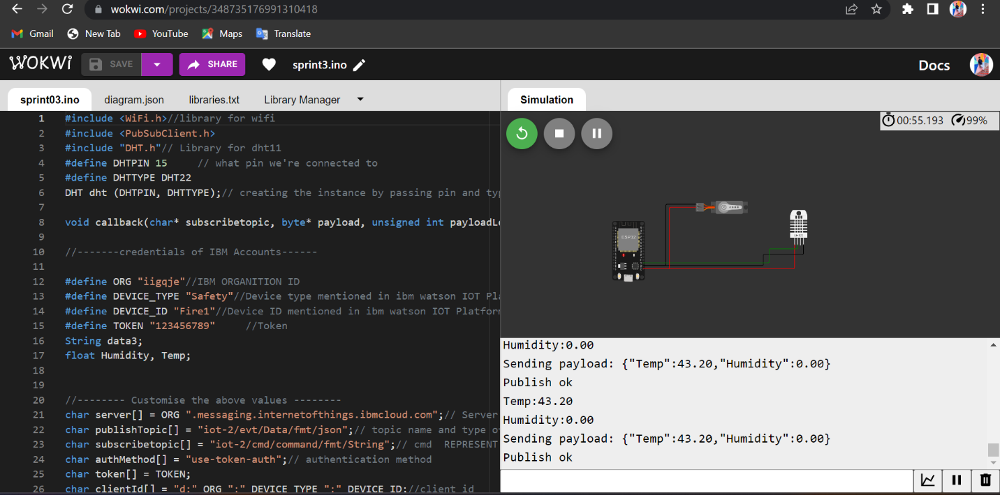 wokwi.com/projects/348735176991310418
Gmail New Tab YouTube Maps Translate
WOKWI SAVE SHARE sprint3.ino Docs
sprint03.ino diagram.json libraries.txt Library Manager
1 #include <WiFi.h>//library for wifi
2 #include <PubSubClient.h>
3 #include "DHT.h"// Library for dht11
4 #define DHTPIN 15 // what pin we're connected to
5 #define DHTTYPE DHT22
6 DHT dht (DHTPIN, DHTTYPE);// creating the instance by passing pin and typ
7
8 void callback(char* subscribetopic, byte* payload, unsigned int payloadLe
9
10 //-------credentials of IBM Accounts------
11
12 #define ORG "iigqje"//IBM ORGANITION ID
13 #define DEVICE_TYPE "Safety"//Device type mentioned in ibm watson IOT Pla
14 #define DEVICE_ID "Fire1"//Device ID mentioned in ibm watson IOT Platform
15 #define TOKEN "123456789" //Token
16 String data3;
17 float Humidity, Temp;
18
19
20 //-------- Customise the above values --------
21 char server[] = ORG ".messaging.internetofthings.ibmcloud.com";// Server
22 char publishTopic[] = "iot-2/evt/Data/fmt/json";// topic name and type o
23 char subscribetopic[] = "iot-2/cmd/command/fmt/String";// cmd REPRESENT
24 char authMethod[] = "use-token-auth";// authentication method
25 char token[] = TOKEN;
26 char clientId[] = "d:" ORG ":" DEVICE_TYPE ":" DEVICE_ID;//client id
Simulation
00:55.193 99%
ESP32
Humidity:0.00
Sending payload: {"Temp":43.20,"Humidity":0.00}
Publish ok
Temp:43.20
Humidity:0.00
Sending payload: {"Temp":43.20,"Humidity":0.00}
Publish ok